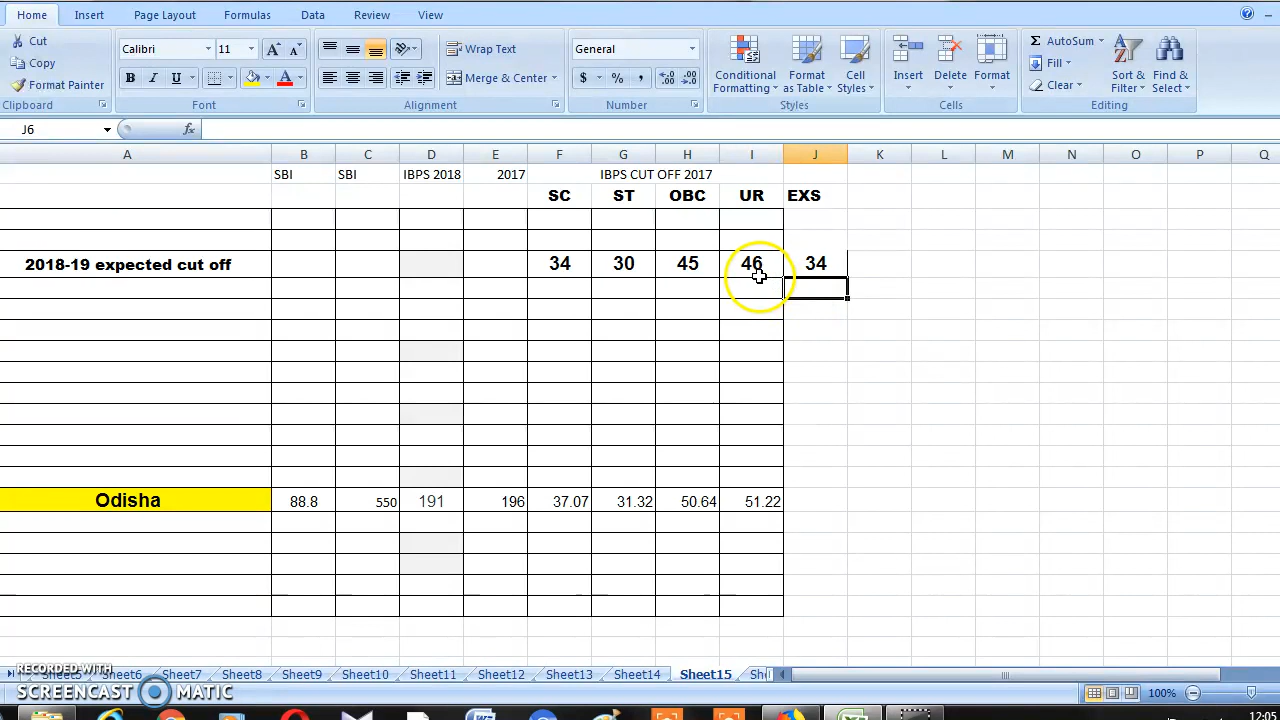 Home Insert Page Layout Formulas Data Review View
Cut Calibri 11 Wrap Text General AutoSum
Copy Fill
Format Painter Merge & Center $ % , Conditional Formatting Format as Table Cell Styles Insert Delete Format Clear Sort & Filter Find & Select
Clipboard Font Alignment Number Styles Cells Editing
J6 fx
A B C D E F G H I J K L M N O P Q
SBI SBI IBPS 2018 2017 IBPS CUT OFF 2017
SC ST OBC UR EXS
2018-19 expected cut off 34 30 45 46 34
Odisha 88.8 550 191 196 37.07 31.32 50.64 51.22
Sheet6 Sheet7 Sheet8 Sheet9 Sheet10 Sheet11 Sheet12 Sheet13 Sheet14 Sheet15
RECORDED WITH
SCREENCAST MATIC 100%
12:05